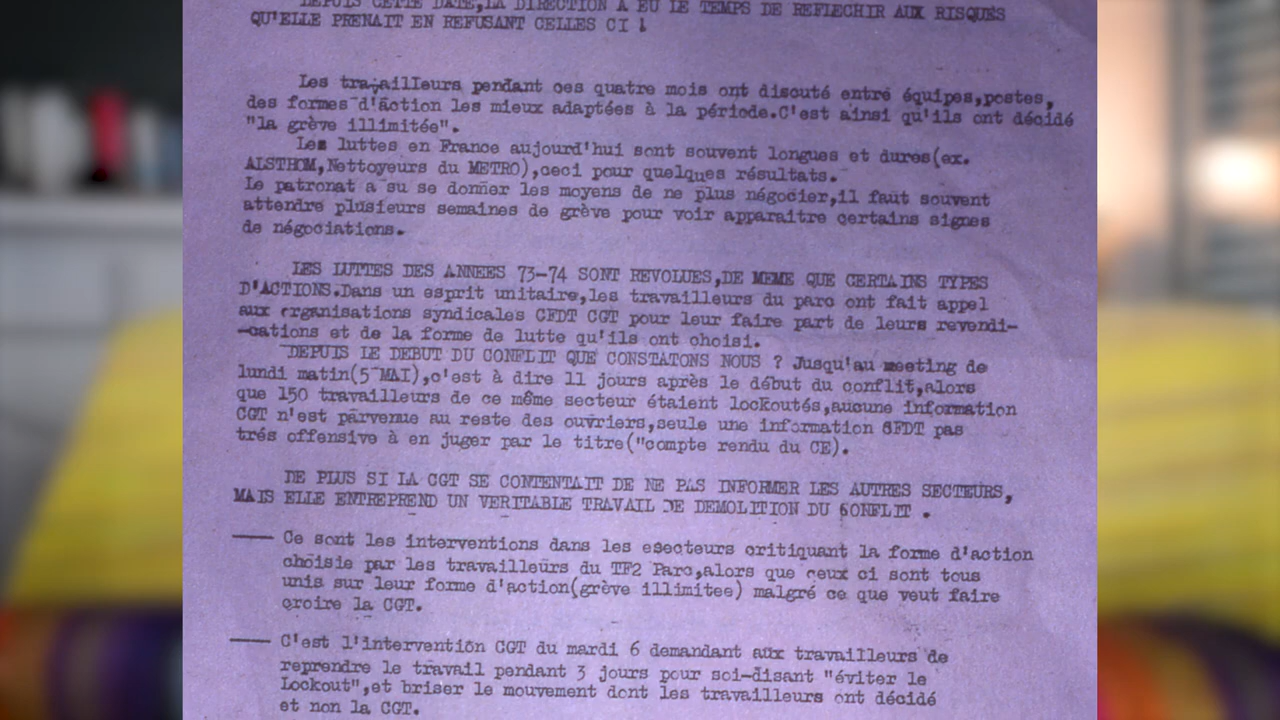 DEPUIS CETTE DATE,LA DIRECTION A EU LE TEMPS DE REFLECHIR AUX RISQUES
QU'ELLE PRENAIT EN REFUSANT CELLES CI !
Les travailleurs pendant ces quatre mois ont discuté entre équipes,postes,
des formes d'action les mieux adaptées à la période.C'est ainsi qu'ils ont décidé
"la grève illimitée".
Les luttes en France aujourd'hui sont souvent longues et dures(ex.
ALSTHOM,Nettoyeurs du METRO),ceci pour quelques résultats.
Le patronat a su se donner les moyens de ne plus négocier,il faut souvent
attendre plusieurs semaines de grève pour voir apparaitre certains signes
de négociations.
LES LUTTES DES ANNEES 73-74 SONT REVOLUES,DE MEME QUE CERTAINS TYPES
D'ACTIONS.Dans un esprit unitaire,les travailleurs du parc ont fait appel
aux organisations syndicales CFDT CGT pour leur faire part de leurs revendi-
-cations et de la forme de lutte qu'ils ont choisi.
DEPUIS LE DEBUT DU CONFLIT QUE CONSTATONS NOUS ? Jusqu'au meeting de
lundi matin(5 MAI),c'est à dire 11 jours après le début du conflit,alors
que 150 travailleurs de ce même secteur étaient lockoutés,aucune information
CGT n'est parvenue au reste des ouvriers,seule une information CFDT pas
trés offensive à en juger par le titre("compte rendu du CE).
DE PLUS SI LA CGT SE CONTENTAIT DE NE PAS INFORMER LES AUTRES SECTEURS,
MAIS ELLE ENTREPREND UN VERITABLE TRAVAIL DE DEMOLITION DU CONFLIT .
— Ce sont les interventions dans les esecteurs critiquant la forme d'action
choisie par les travailleurs du TF2 Parc,alors que ceux ci sont tous
unis sur leur forme d'action(grève illimitee) malgré ce que veut faire
croire la CGT.
— C'est l'intervention CGT du mardi 6 demandant aux travailleurs de
reprendre le travail pendant 3 jours pour soi-disant "éviter le
Lockout",et briser le mouvement dont les travailleurs ont décidé
et non la CGT.